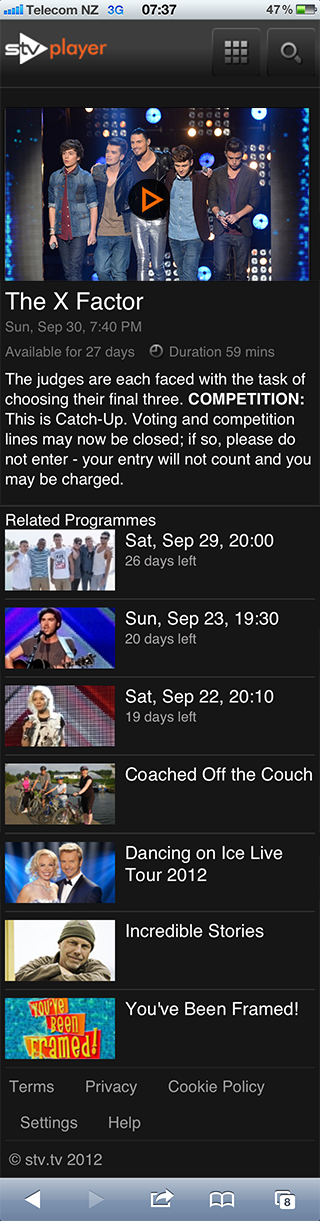 Telecom NZ 3G 07:37 47%
stv player
The X Factor
Sun, Sep 30, 7:40 PM
Available for 27 days Duration 59 mins
The judges are each faced with the task of
choosing their final three. COMPETITION:
This is Catch-Up. Voting and competition
lines may now be closed; if so, please do
not enter - your entry will not count and you
may be charged.
Related Programmes
Sat, Sep 29, 20:00
26 days left
Sun, Sep 23, 19:30
20 days left
Sat, Sep 22, 20:10
19 days left
Coached Off the Couch
Dancing on Ice Live
Tour 2012
Incredible Stories
YOU'VE
BEEN
FRAMED!
You've Been Framed!
Terms Privacy Cookie Policy
Settings Help
© stv.tv 2012
8